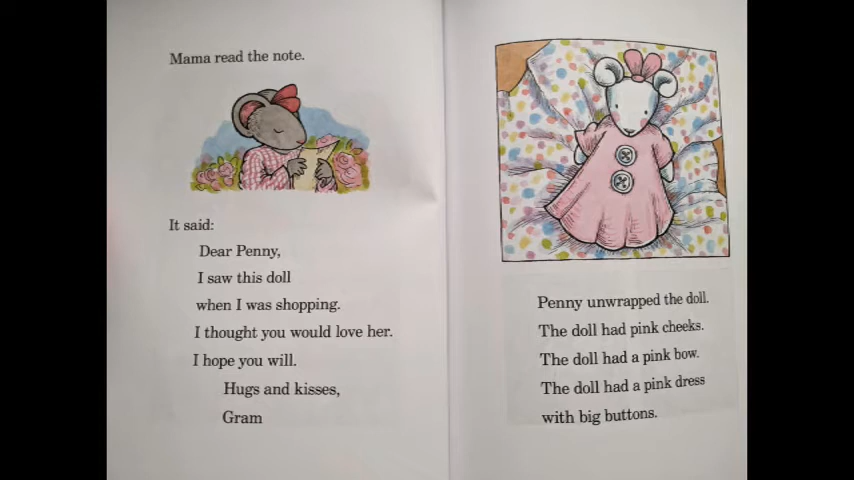 Mama read the note.
It said:
Dear Penny,
I saw this doll
when I was shopping.
I thought you would love her.
I hope you will.
Hugs and kisses,
Gram
Penny unwrapped the doll.
The doll had pink cheeks.
The doll had a pink bow.
The doll had a pink dress
with big buttons.